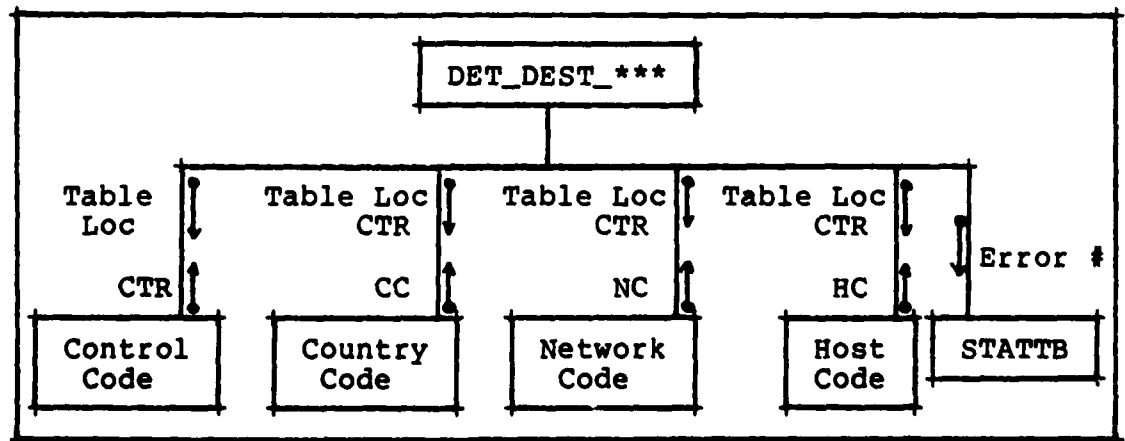 DET_DEST_***
Table Loc
Table Loc CTR
Table Loc CTR
Table Loc CTR
Error #
CTR
CC
NC
HC
Control Code
Country Code
Network Code
Host Code
STATTB